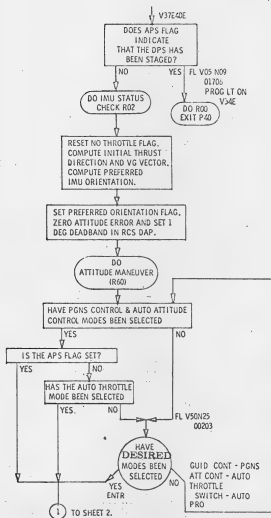 V37E40E
DOES APS FLAG
INDICATE
THAT THE DPS HAS
BEEN STAGED?
NO
YES
FL V05 N09
01706
PROG LT ON
V34E
DO IMU STATUS
CHECK R02
DO R00
EXIT P40
RESET NO THROTTLE FLAG.
COMPUTE INITIAL THRUST
DIRECTION AND VG VECTOR.
COMPUTE PREFERRED
IMU ORIENTATION.
SET PREFERRED ORIENTATION FLAG.
ZERO ATTITUDE ERROR AND SET 1
DEG DEADBAND IN RCS DAP.
DO
ATTITUDE MANEUVER
(R60)
HAVE PGNS CONTROL & AUTO ATTITUDE
CONTROL MODES BEEN SELECTED
YES
NO
IS THE APS FLAG SET?
YES
NO
HAS THE AUTO THROTTLE
MODE BEEN SELECTED
YES.
NO
FL V50N25
00203
HAVE
DESIRED
MODES BEEN
SELECTED
YES
ENTR
NO
GUID CONT - PGNS
ATT CONT - AUTO
THROTTLE
SWITCH - AUTO
PRO
1 TO SHEET 2.